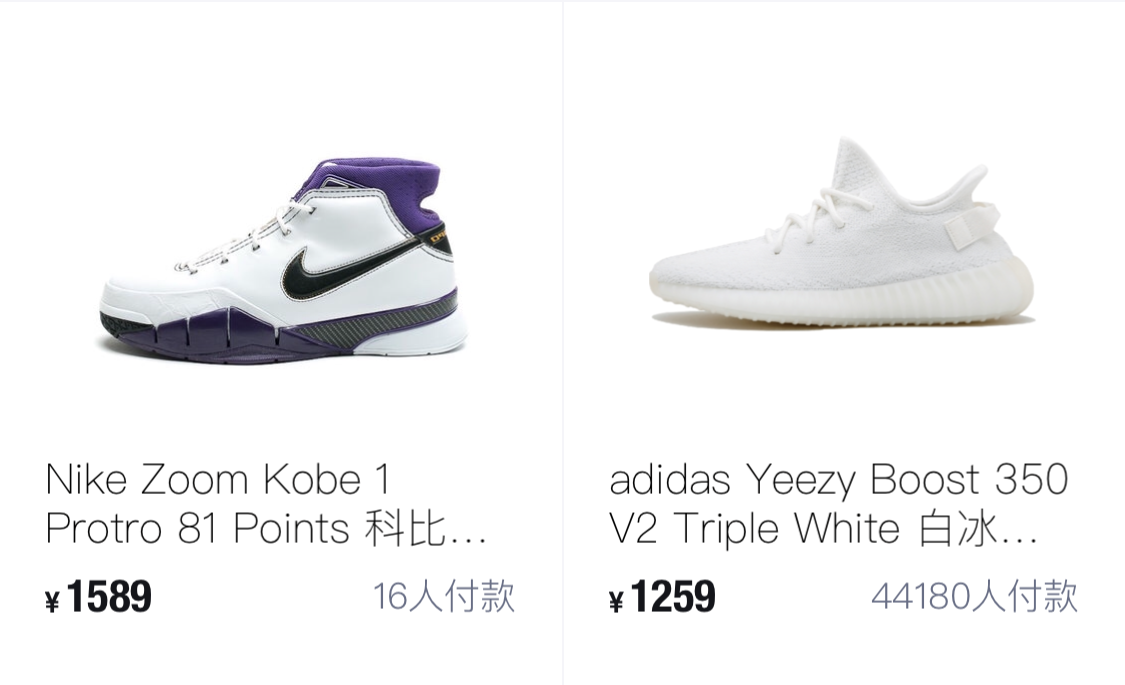 Nike Zoom Kobe 1
Protro 81 Points 科比...
¥1589 16人付款
adidas Yeezy Boost 350
V2 Triple White 白冰...
¥1259 44180人付款